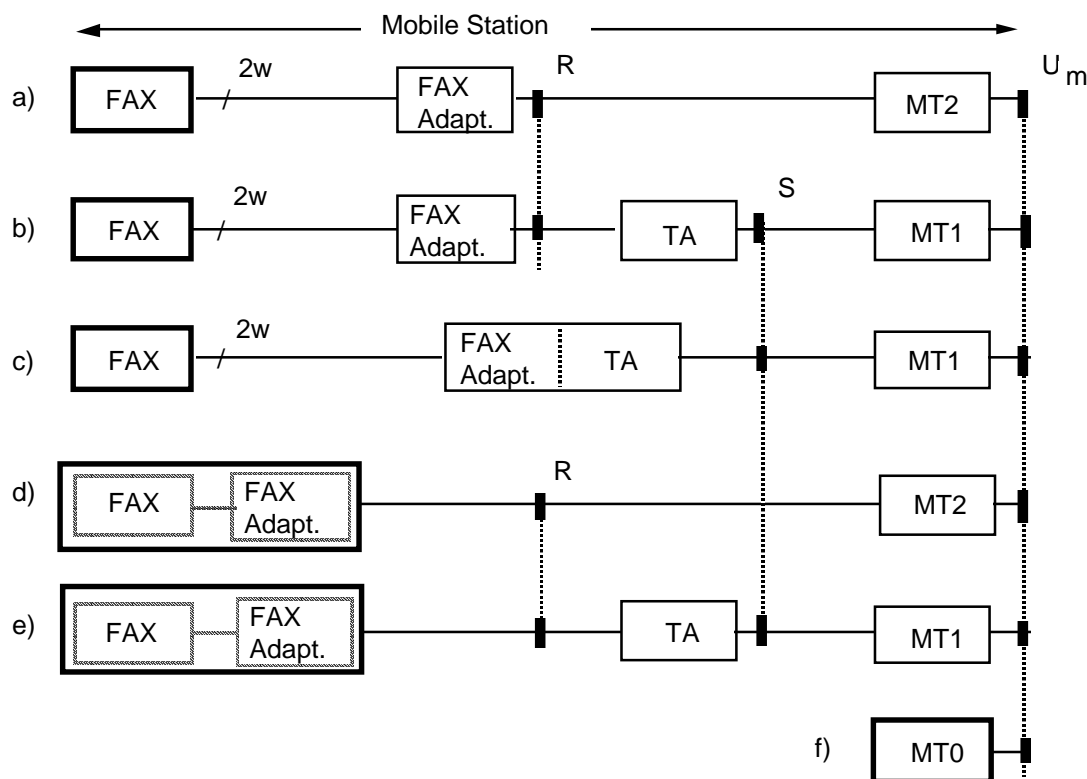 Mobile Station
2w R U m
a) FAX FAX Adapt. MT2
2w S
b) FAX FAX Adapt. TA MT1
2w
c) FAX FAX Adapt. TA MT1
R
d) FAX FAX Adapt. MT2
e) FAX FAX Adapt. TA MT1
f) MT0